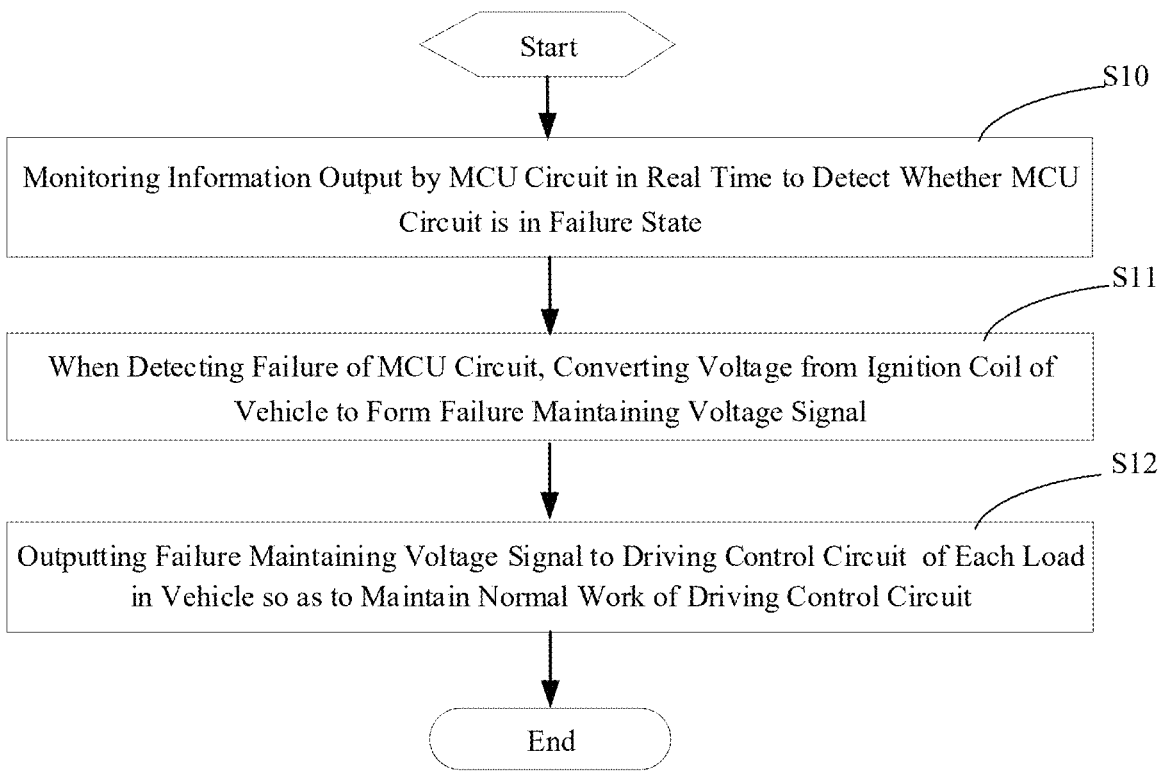 Start
S10
Monitoring Information Output by MCU Circuit in Real Time to Detect Whether MCU
Circuit is in Failure State
S11
When Detecting Failure of MCU Circuit, Converting Voltage from Ignition Coil of
Vehicle to Form Failure Maintaining Voltage Signal
S12
Outputting Failure Maintaining Voltage Signal to Driving Control Circuit of Each Load
in Vehicle so as to Maintain Normal Work of Driving Control Circuit
End